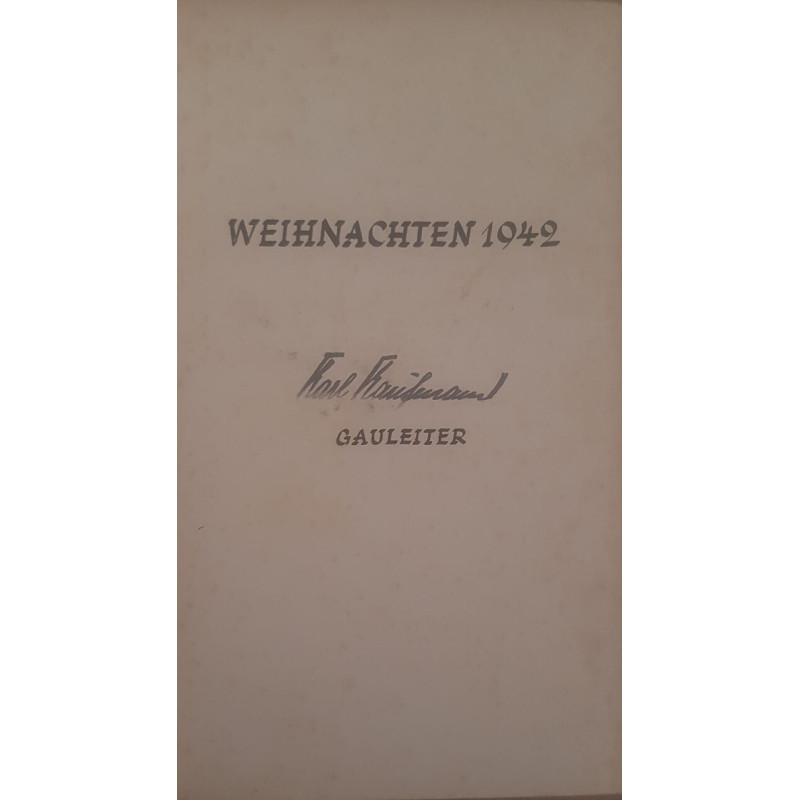 WEIHNACHTEN 1942
Karl Kaufmann
GAULEITER